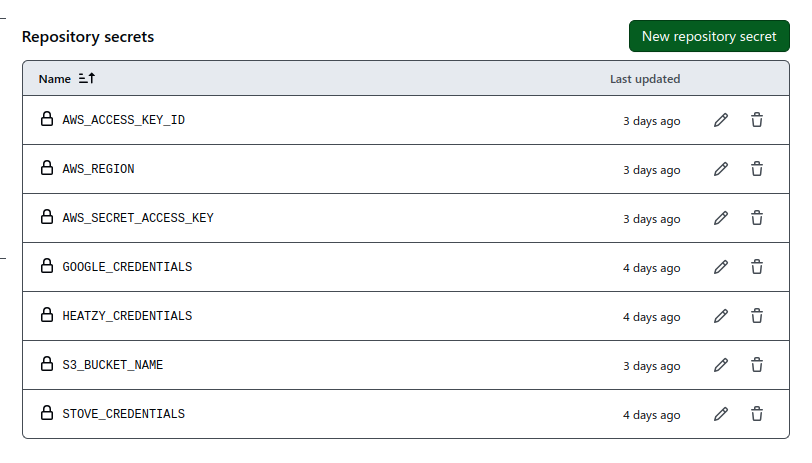 Repository secrets New repository secret
Name Last updated
AWS_ACCESS_KEY_ID 3 days ago
AWS_REGION 3 days ago
AWS_SECRET_ACCESS_KEY 3 days ago
GOOGLE_CREDENTIALS 4 days ago
HEATZY_CREDENTIALS 4 days ago
S3_BUCKET_NAME 3 days ago
STOVE_CREDENTIALS 4 days ago